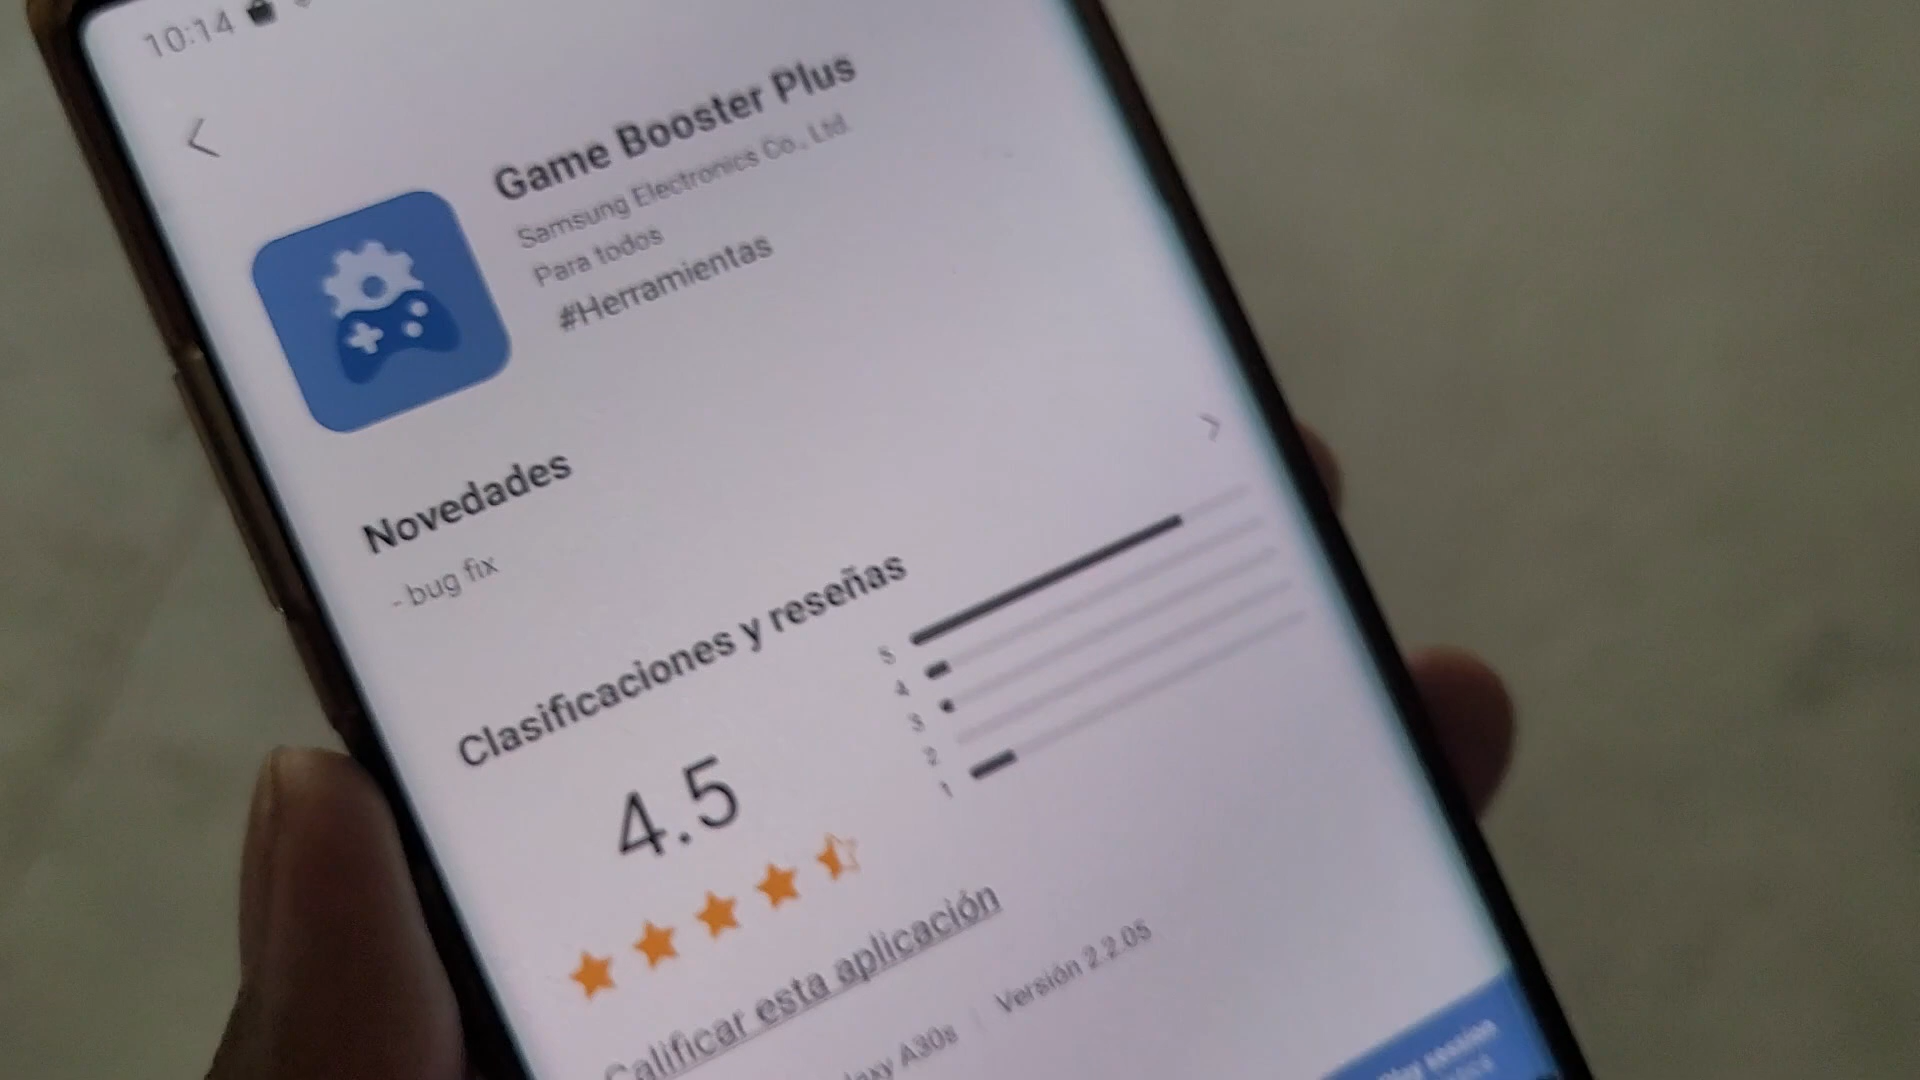 10:14
Game Booster Plus
Samsung Electronics Co., Ltd.
Para todos
#Herramientas
Novedades
- bug fix
Clasificaciones y reseñas
5
4
3
2
1
4.5
Calificar esta aplicación
A30s | Versión 2.2.05